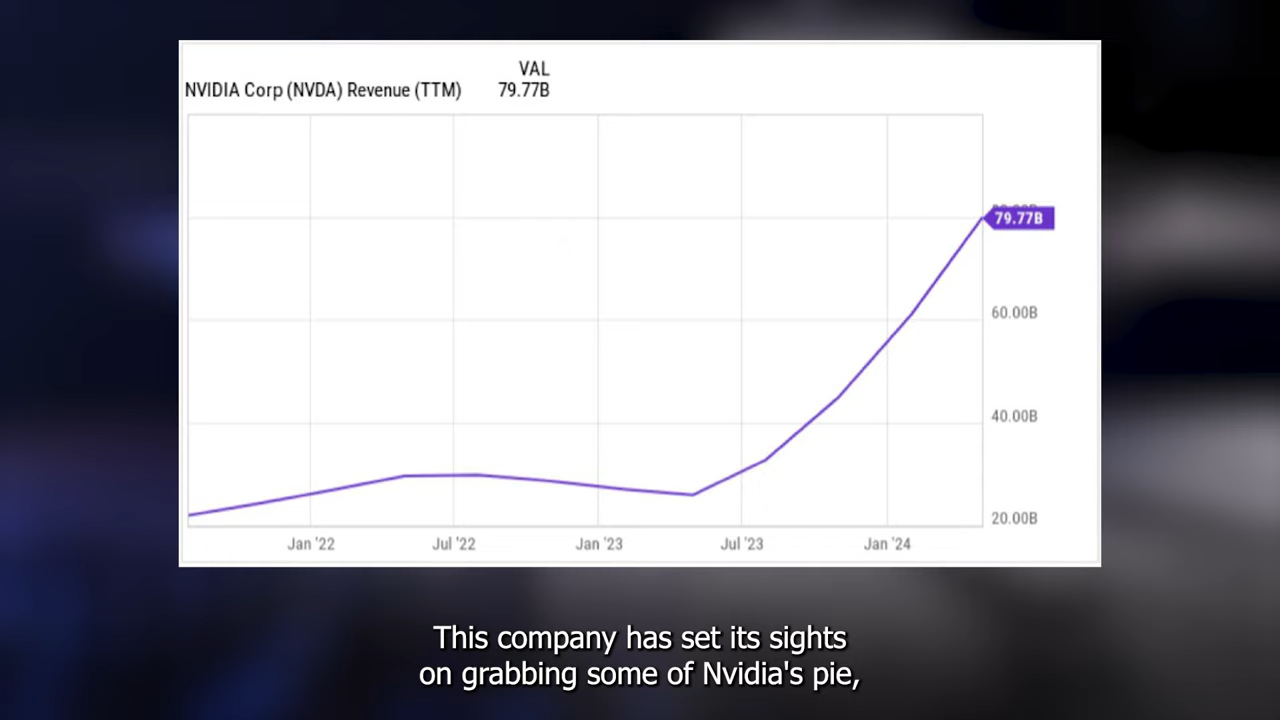 VAL
NVIDIA Corp (NVDA) Revenue (TTM) 79.77B
79.77B
60.00B
40.00B
20.00B
Jan '22 Jul '22 Jan '23 Jul '23 Jan '24
This company has set its sights
on grabbing some of Nvidia's pie,